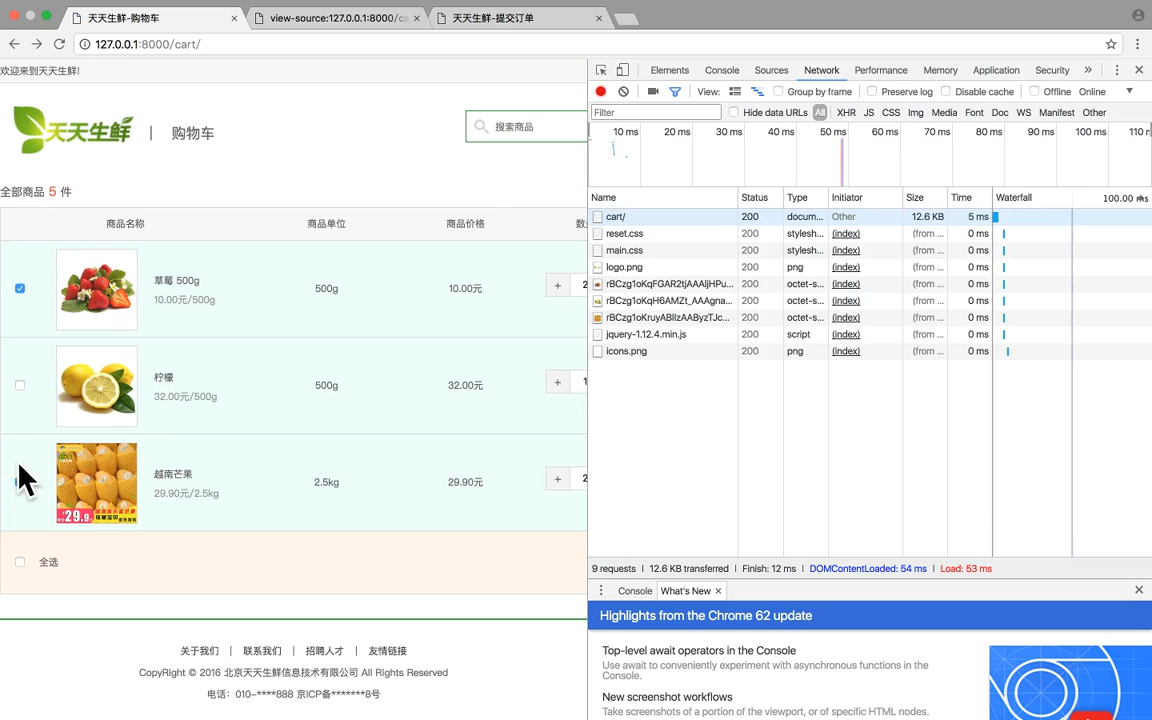 天天生鲜-购物车
view-source:127.0.0.1:8000/ca
天天生鲜-提交订单
127.0.0.1:8000/cart/
欢迎来到天天生鲜!
天天生鲜 | 购物车
搜索商品
全部商品 5 件
商品名称 商品单位 商品价格 数
草莓 500g
10.00元/500g
500g
10.00元
+ 2
柠檬
32.00元/500g
500g
32.00元
+ 1
越南芒果
29.90元/2.5kg
2.5kg
29.90元
+ 2
29.9
全选
关于我们 | 联系我们 | 招聘人才 | 友情链接
CopyRight © 2016 北京天天生鲜信息技术有限公司 All Rights Reserved
电话：010-****888 京ICP备*******8号
Elements Console Sources Network Performance Memory Application Security »
View: Group by frame Preserve log Disable cache Offline Online
Filter Hide data URLs All XHR JS CSS Img Media Font Doc WS Manifest Other
10 ms 20 ms 30 ms 40 ms 50 ms 60 ms 70 ms 80 ms 90 ms 100 ms 110 m
Name Status Type Initiator Size Time Waterfall 100.00 ms
cart/ 200 docum... Other 12.6 KB 5 ms
reset.css 200 stylesh... (index) (from ... 0 ms
main.css 200 stylesh... (index) (from ... 0 ms
logo.png 200 png (index) (from ... 0 ms
rBCzg1oKqFGAR2tjAAAljHPu... 200 octet-s... (index) (from ... 0 ms
rBCzg1oKqH6AMZt_AAAgna... 200 octet-s... (index) (from ... 0 ms
rBCzg1oKruyABIlzAAByzTJc... 200 octet-s... (index) (from ... 0 ms
jquery-1.12.4.min.js 200 script (index) (from ... 0 ms
icons.png 200 png (index) (from ... 0 ms
9 requests | 12.6 KB transferred | Finish: 12 ms | DOMContentLoaded: 54 ms | Load: 53 ms
Console What's New ×
Highlights from the Chrome 62 update
Top-level await operators in the Console
Use await to conveniently experiment with asynchronous functions in the
Console.
New screenshot workflows
Take screenshots of a portion of the viewport, or of specific HTML nodes.